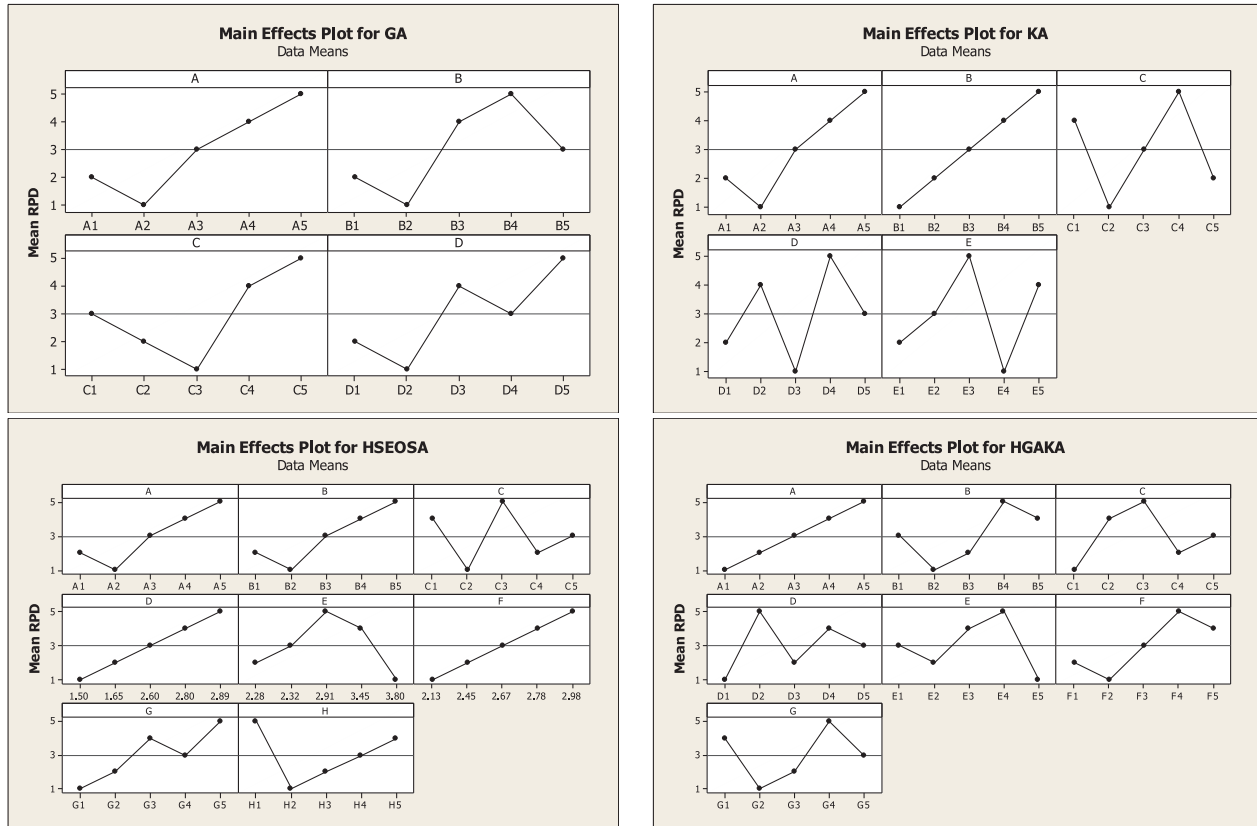 Main Effects Plot for GA
Data Means
Mean RPD
A B
5
4
3
2
1
A1 A2 A3 A4 A5 B1 B2 B3 B4 B5
C D
5
4
3
2
1
C1 C2 C3 C4 C5 D1 D2 D3 D4 D5
Main Effects Plot for KA
Data Means
Mean RPD
A B C
5
4
3
2
1
A1 A2 A3 A4 A5 B1 B2 B3 B4 B5 C1 C2 C3 C4 C5
D E
5
4
3
2
1
D1 D2 D3 D4 D5 E1 E2 E3 E4 E5
Main Effects Plot for HSEOSA
Data Means
Mean RPD
A B C
5
3
1
A1 A2 A3 A4 A5 B1 B2 B3 B4 B5 C1 C2 C3 C4 C5
D E F
5
3
1
1.50 1.65 2.60 2.80 2.89 2.28 2.32 2.91 3.45 3.80 2.13 2.45 2.67 2.78 2.98
G H
5
3
1
G1 G2 G3 G4 G5 H1 H2 H3 H4 H5
Main Effects Plot for HGAKA
Data Means
Mean RPD
A B C
5
3
1
A1 A2 A3 A4 A5 B1 B2 B3 B4 B5 C1 C2 C3 C4 C5
D E F
5
3
1
D1 D2 D3 D4 D5 E1 E2 E3 E4 E5 F1 F2 F3 F4 F5
G
5
3
1
G1 G2 G3 G4 G5